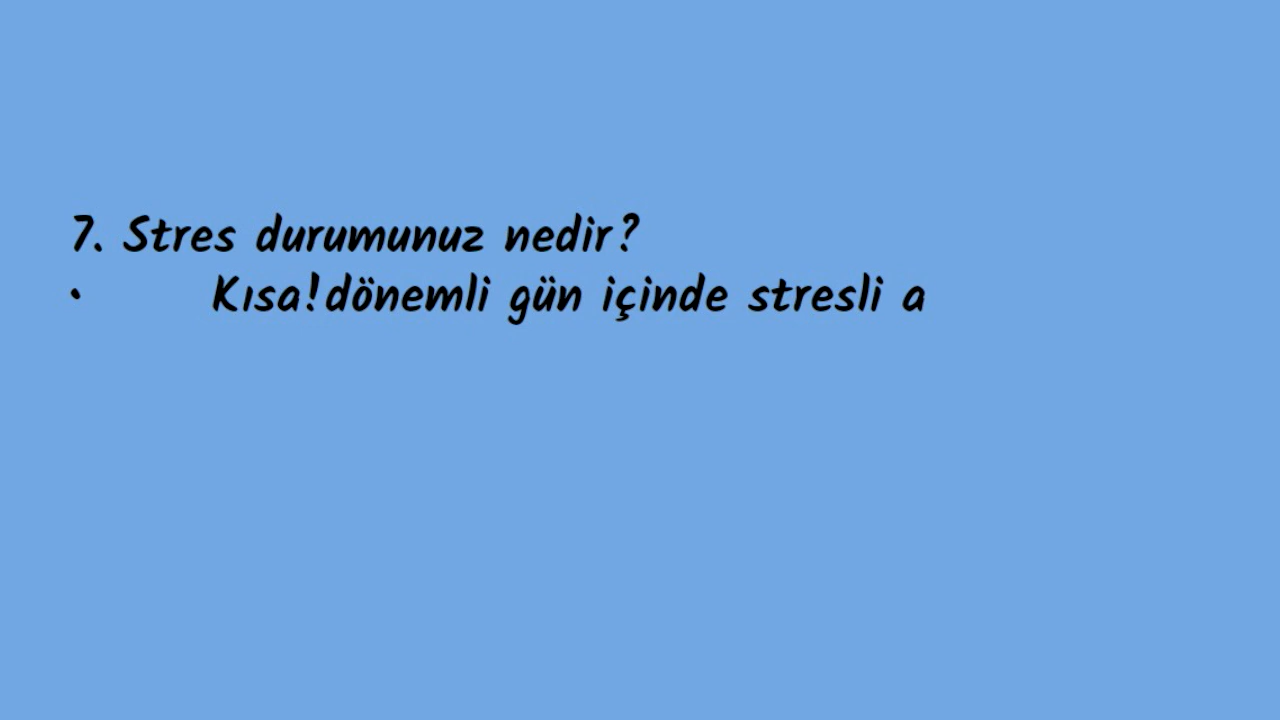 7. Stres durumunuz nedir?
• Kısa!dönemli gün içinde stresli a